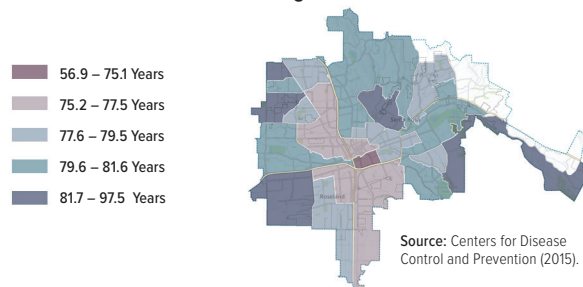 56.9 – 75.1 Years
75.2 – 77.5 Years
77.6 – 79.5 Years
79.6 – 81.6 Years
81.7 – 97.5 Years
Roseland
Source: Centers for Disease
Control and Prevention (2015).